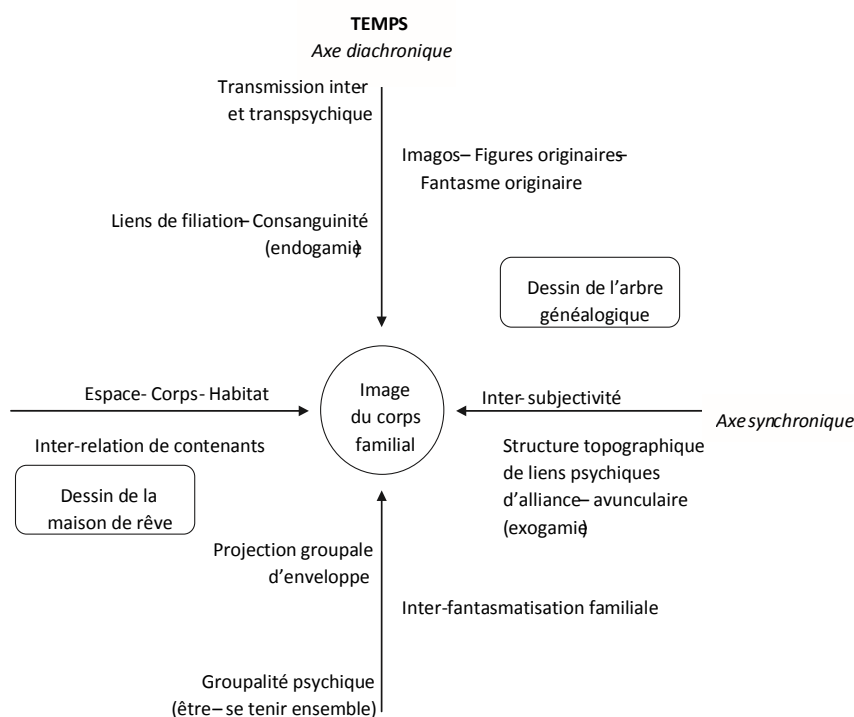 TEMPS
Axe diachronique
Transmission inter-
et transpsychique
Imagos– Figures originaires–
Fantasme originaire
Liens de filiation– Consanguinité
(endogamie)
Dessin de l’arbre
généalogique
Espace- Corps- Habitat
Image
du corps
familial
Inter- subjectivité
Axe synchronique
Inter-relation de contenants
Structure topographique
de liens psychiques
d’alliance– avunculaire
(exogamie)
Dessin de la
maison de rêve
Projection groupale
d’enveloppe
Inter-fantasmatisation familiale
Groupalité psychique
(être– se tenir ensemble)